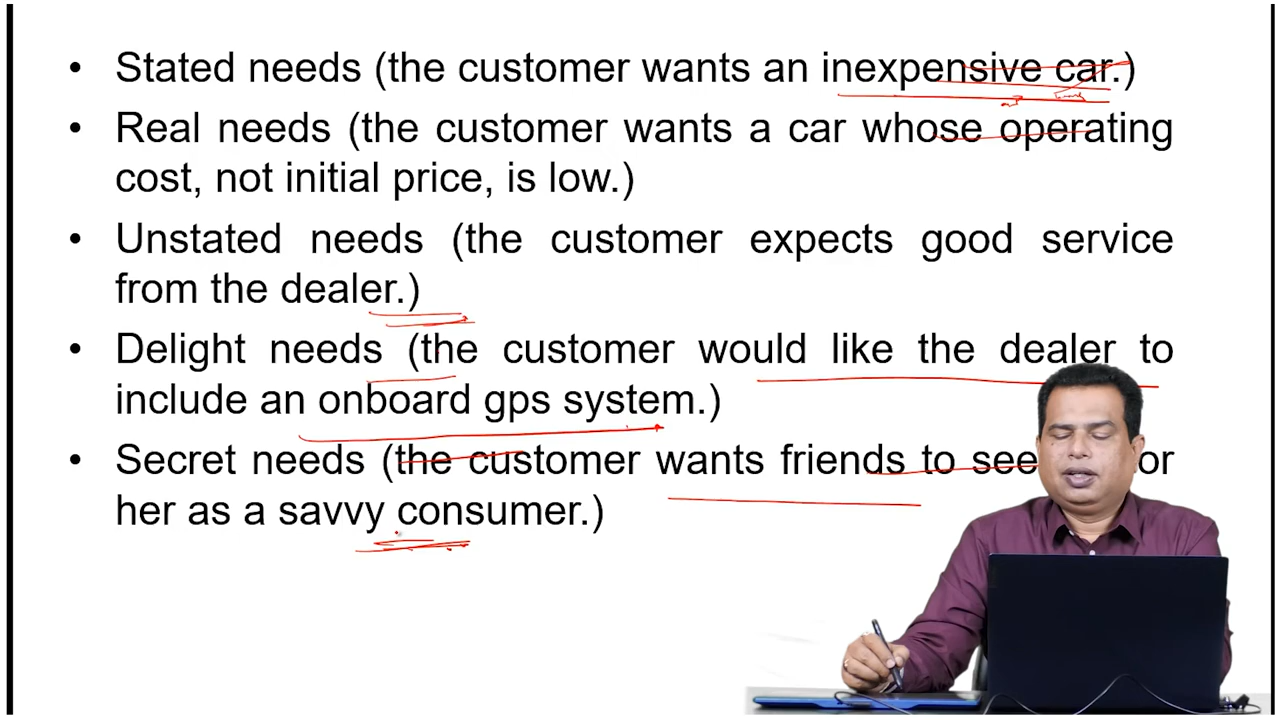 • Stated needs (the customer wants an inexpensive car.)
• Real needs (the customer wants a car whose operating
cost, not initial price, is low.)
• Unstated needs (the customer expects good service
from the dealer.)
• Delight needs (the customer would like the dealer to
include an onboard gps system.)
• Secret needs (the customer wants friends to see or
her as a savvy consumer.)